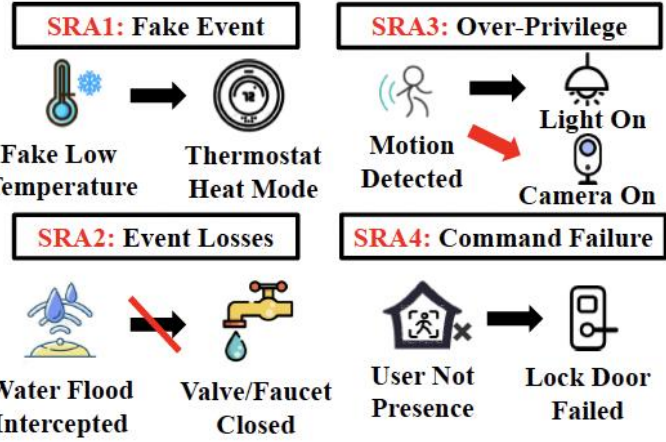 SRA1: Fake Event
Fake Low
Temperature
72
Thermostat
Heat Mode
SRA3: Over-Privilege
Motion
Detected
Light On
Camera On
SRA2: Event Losses
Water Flood
Intercepted
Valve/Faucet
Closed
SRA4: Command Failure
User Not
Presence
Lock Door
Failed